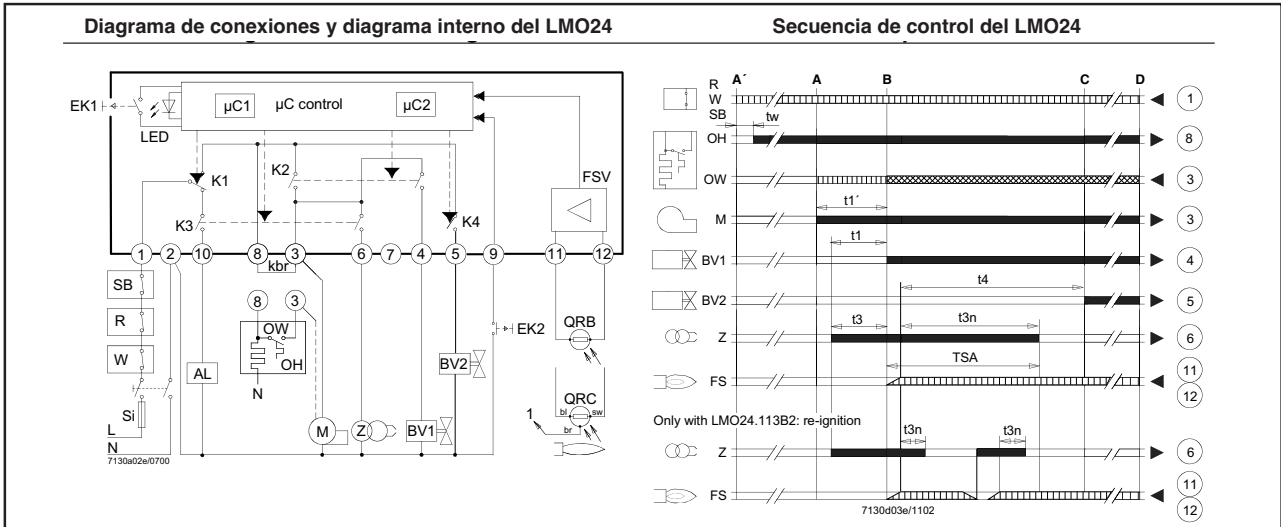 Diagrama de conexiones y diagrama interno del LMO24
EK1
LED
µC1
µC control
µC2
K1
K2
K3
K4
FSV
1
2
10
8
kbr
3
6
7
4
5
9
11
12
SB
R
W
Si
L
N
7130a02e/0700
AL
8
3
OW
OH
N
M
Z
BV1
BV2
EK2
QRB
QRC
bl
sw
br
1
Secuencia de control del LMO24
A´
A
B
C
D
R
W
SB
1
tw
OH
8
OW
3
t1´
M
3
t1
BV1
4
t4
BV2
5
t3
t3n
Z
6
TSA
FS
11
12
Only with LMO24.113B2: re-ignition
t3n
t3n
Z
6
FS
11
12
7130d03e/1102